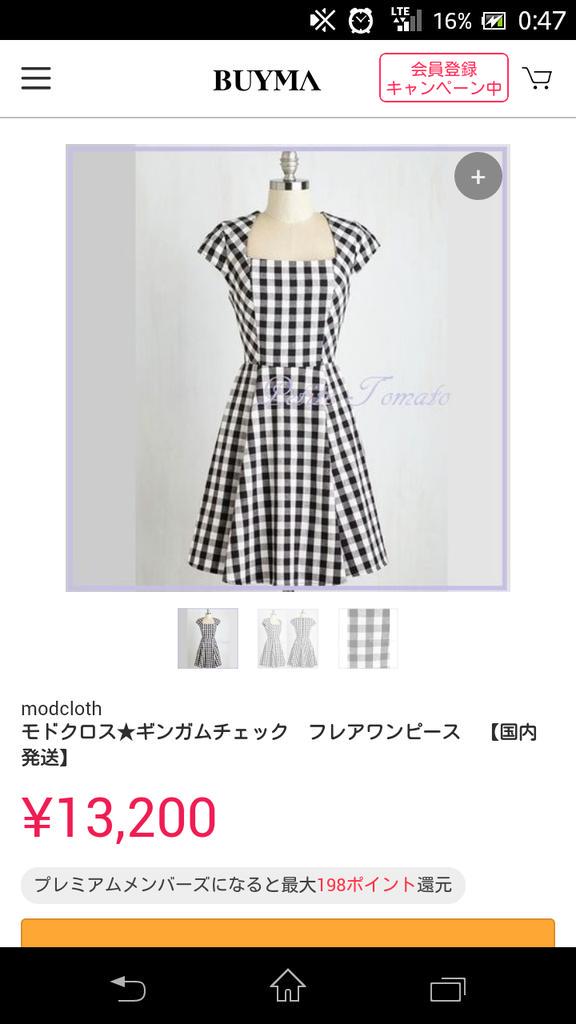 LTE 16% 0:47
BUYMA
会員登録
キャンペーン中
+
Petit Tomato
modcloth
モドクロス★ギンガムチェック　フレアワンピース　【国内
発送】
¥13,200
プレミアムメンバーズになると最大198ポイント還元